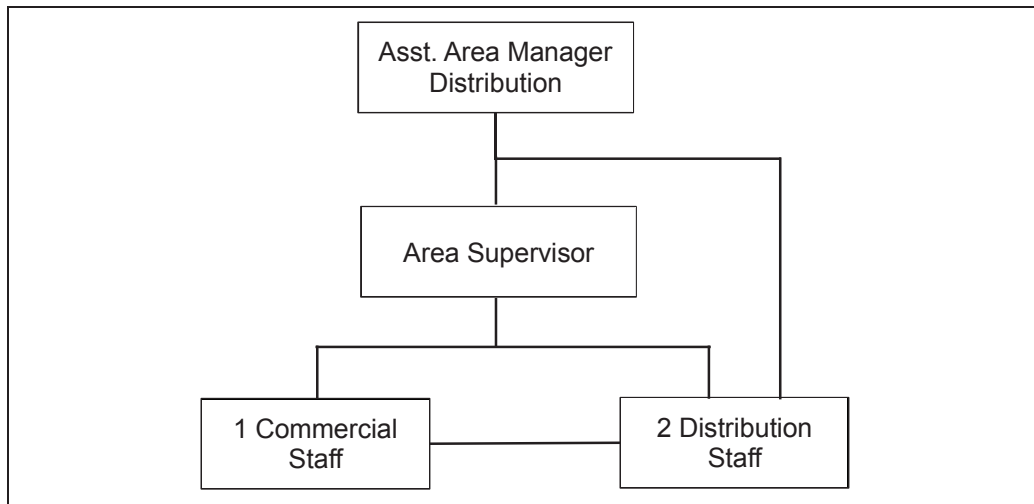 Asst. Area Manager
Distribution
Area Supervisor
1 Commercial
Staff
2 Distribution
Staff